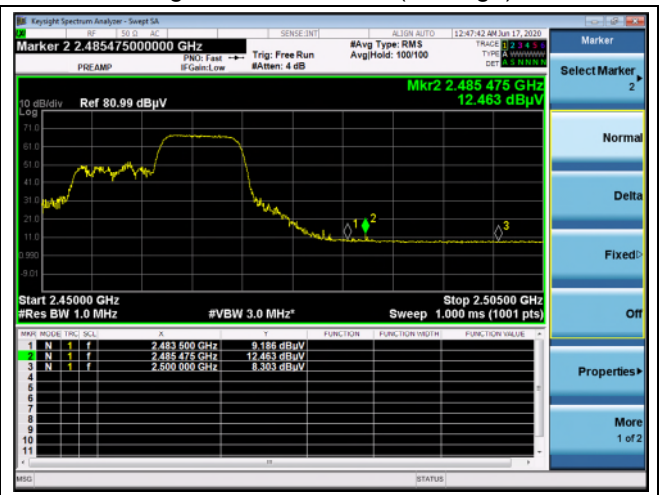 Keysight Spectrum Analyzer - Swept SA
RF 50 Ω AC SENSE:INT ALIGN AUTO 12:47:42 AM Jun 17, 2020
Marker 2 2.485475000000 GHz
PNO: Fast Trig: Free Run #Avg Type: RMS TRACE 1 2 3 4 5 6
PREAMP IFGain:Low #Atten: 4 dB Avg|Hold: 100/100 TYPE A WWWWW
DET A S N N N N
Mkr2 2.485 475 GHz
10 dB/div Ref 80.99 dBµV 12.463 dBµV
Log
71.0
61.0
51.0
41.0
31.0
21.0
11.0
0.990
-9.01
1
2
3
Start 2.45000 GHz Stop 2.50500 GHz
#Res BW 1.0 MHz #VBW 3.0 MHz* Sweep 1.000 ms (1001 pts)
MKR MODE TRC SCL X Y FUNCTION FUNCTION WIDTH FUNCTION VALUE
1 N 1 f 2.483 500 GHz 9.186 dBµV
2 N 1 f 2.485 475 GHz 12.463 dBµV
3 N 1 f 2.500 000 GHz 8.303 dBµV
4
5
6
7
8
9
10
11
MSG STATUS
Marker
Select Marker
2
Normal
Delta
Fixed
Off
Properties
More
1 of 2